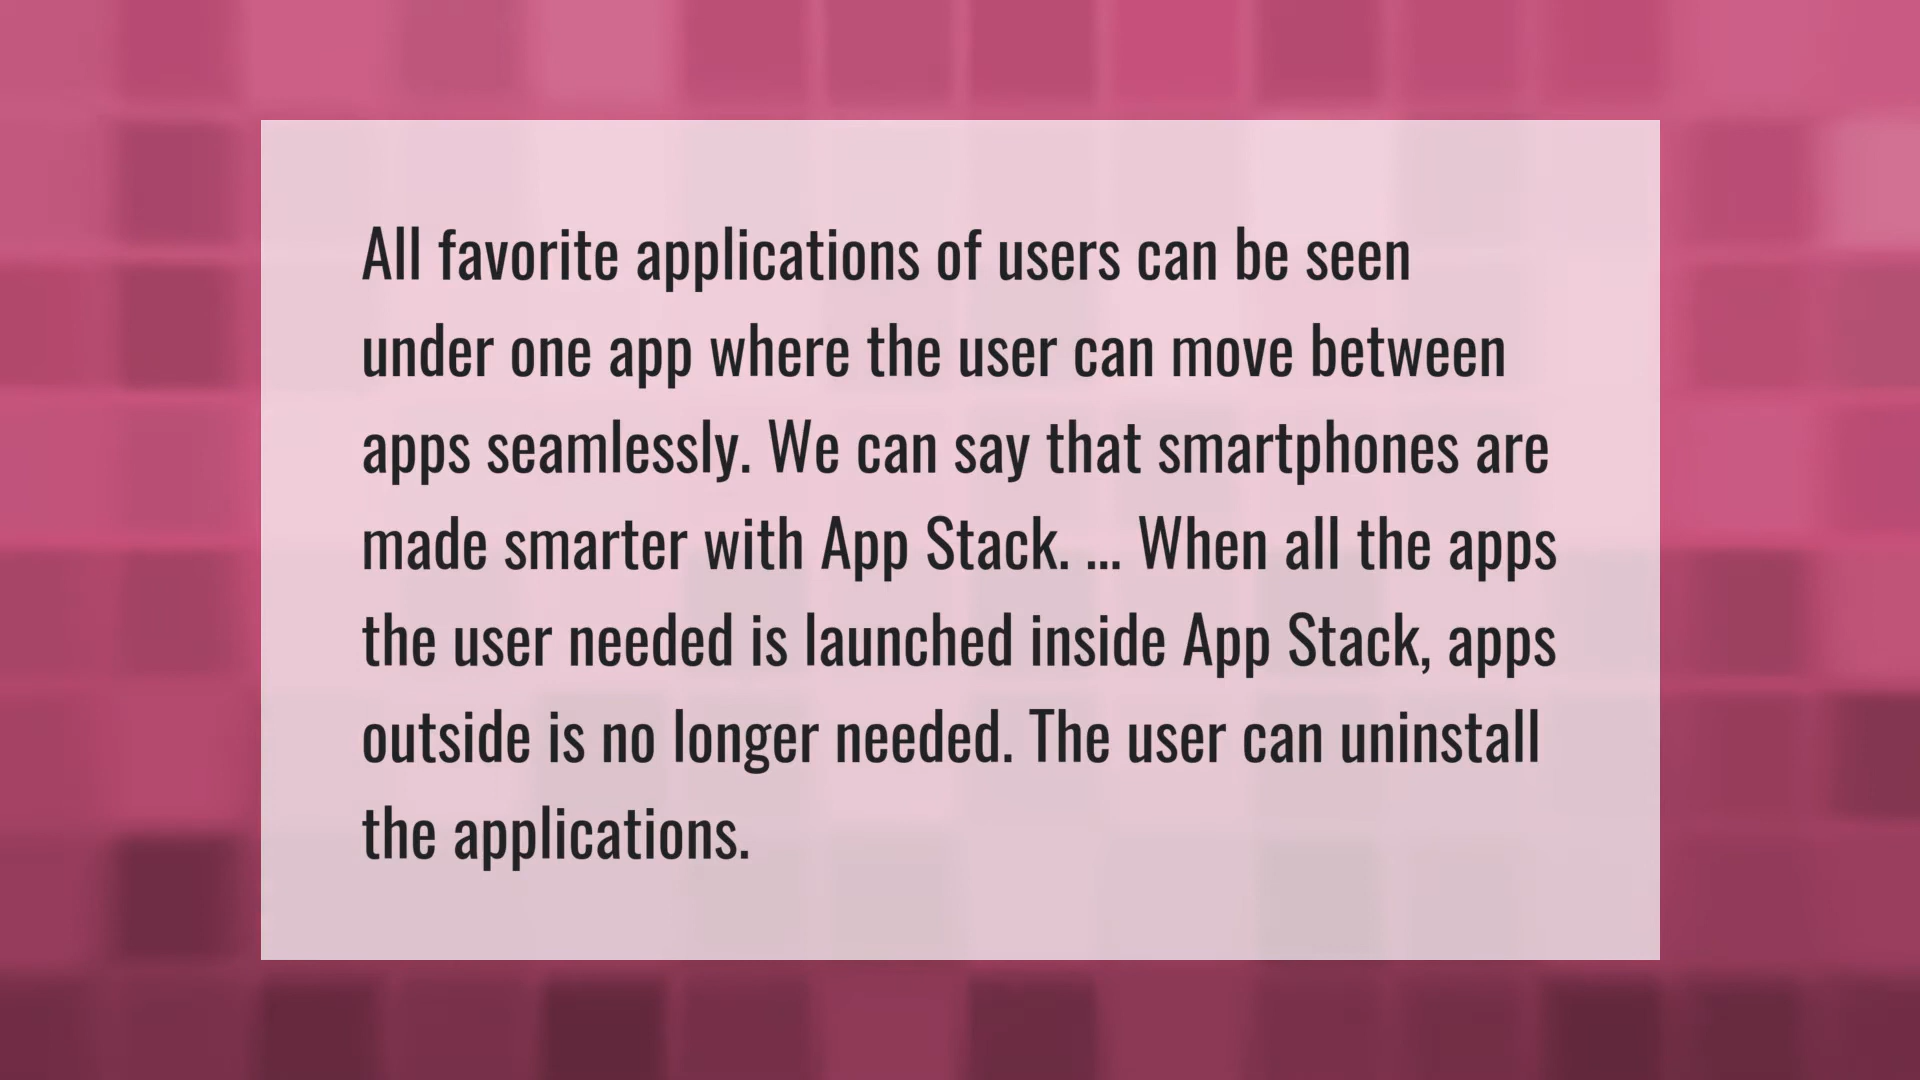 All favorite applications of users can be seen
under one app where the user can move between
apps seamlessly. We can say that smartphones are
made smarter with App Stack. ... When all the apps
the user needed is launched inside App Stack, apps
outside is no longer needed. The user can uninstall
the applications.